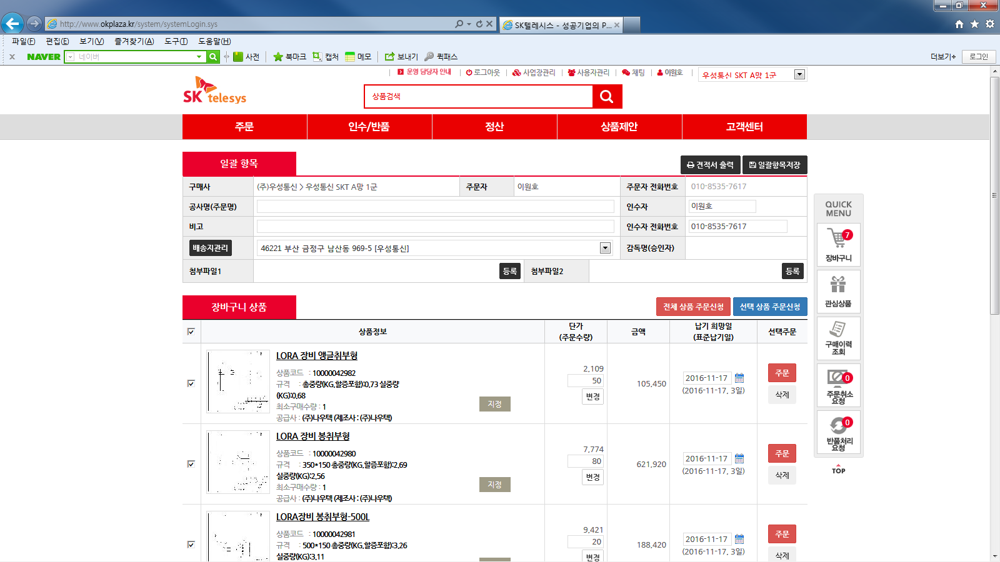 http://www.okplaza.kr/system/systemLogin.sys
SK텔레시스 - 성공기업의 P...
파일(F) 편집(E) 보기(V) 즐겨찾기(A) 도구(T) 도움말(H)
NAVER 네이버 사전 북마크 캡처 메모 보내기 퀵패스 더보기+ 로그인
운영 담당자 안내 로그아웃 사업장관리 사용자관리 채팅 이원호 우성통신 SKT A망 1군
SK telesys
상품검색
주문 인수/반품 정산 상품제안 고객센터
일괄 항목 견적서 출력 일괄항목저장
구매사 (주)우성통신 > 우성통신 SKT A망 1군 주문자 이원호 주문자 전화번호 010-8535-7617
공사명(주문명) 인수자 이원호
비고 인수자 전화번호 010-8535-7617
배송지관리 46221 부산 금정구 남산동 969-5 [우성통신] 감독명(승인자)
첨부파일1 등록 첨부파일2 등록
장바구니 상품 전체 상품 주문신청 선택 상품 주문신청
상품정보 단가 (주문수량) 금액 납기 희망일 (표준납기일) 선택주문
LORA 장비 앵글취부형
상품코드 : 10000042982
규격 : 총중량(KG,할증포함):0.73 실중량
(KG):0.68
최소구매수량 : 1
공급사 : (주)나우텍 (제조사 : (주)나우텍)
지정
2,109
50
변경
105,450
2016-11-17
(2016-11-17, 3일)
주문
삭제
LORA 장비 봉취부형
상품코드 : 10000042980
규격 : 350*150 총중량(KG,할증포함):2.69
실중량(KG):2.56
최소구매수량 : 1
공급사 : (주)나우텍 (제조사 : (주)나우텍)
지정
7,774
80
변경
621,920
2016-11-17
(2016-11-17, 3일)
주문
삭제
LORA장비 봉취부형-500L
상품코드 : 10000042981
규격 : 500*150 총중량(KG,할증포함):3.26
실중량(KG):3.11
9,421
20
변경
188,420
2016-11-17
(2016-11-17, 3일)
주문
삭제
QUICK
MENU
7
장바구니
관심상품
구매이력
조회
0
주문취소
요청
0
반품처리
요청
TOP